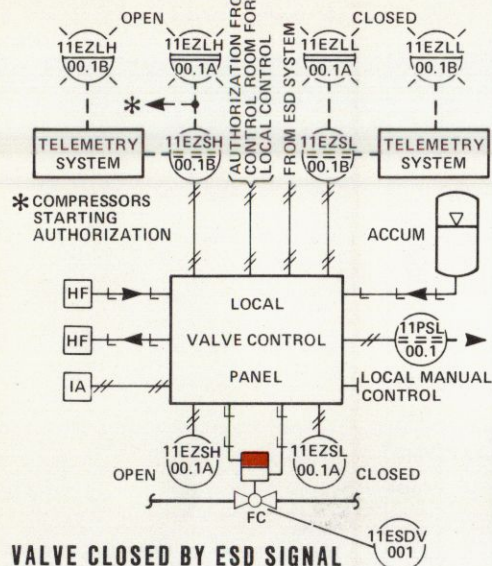 OPEN
CLOSED
11EZLH
00.1B
11EZLH
00.1A
AUTHORIZATION FRO
CONTROL ROOM FOR
LOCAL CONTROL
FROM ESD SYSTEM
11EZLL
00.1A
11EZLL
00.1B
*
TELEMETRY
SYSTEM
11EZSH
00.1B
11EZSL
00.1B
TELEMETRY
SYSTEM
* COMPRESSORS
STARTING
AUTHORIZATION
ACCUM
HF
HF
IA
LOCAL
VALVE CONTROL
PANEL
11PSL
00.1
LOCAL MANUAL
CONTROL
OPEN
11EZSH
00.1A
11EZSL
00.1A
CLOSED
FC
11ESDV
001
VALVE CLOSED BY ESD SIGNAL